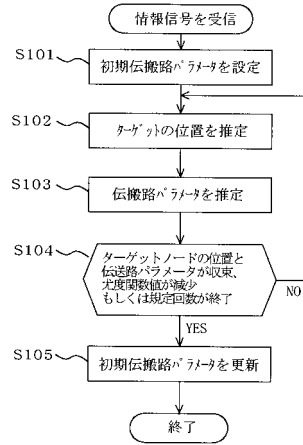 情報信号を受信
S101
初期伝搬路パラメータを設定
S102
ターゲットの位置を推定
S103
伝搬路パラメータを推定
S104
ターゲットノードの位置と
伝送路パラメータが収束、
尤度関数値が減少
もしくは規定回数が終了
NO
YES
S105
初期伝搬路パラメータを更新
終了